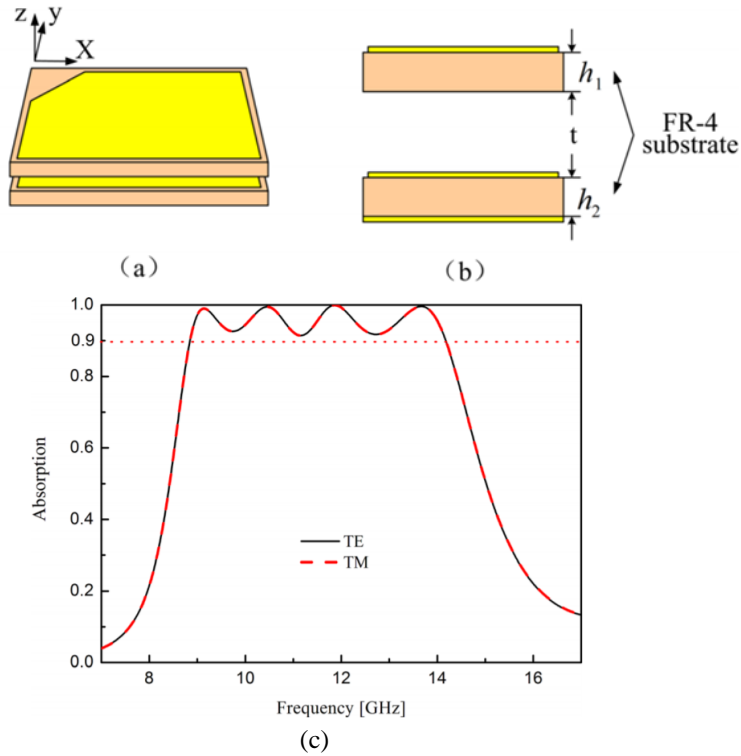 z
y
X
h1
t
h2
FR-4
substrate
(a)
(b)
1.0
0.9
0.8
0.6
0.4
0.2
0.0
Absorption
TE
TM
8 10 12 14 16
Frequency [GHz]
(c)